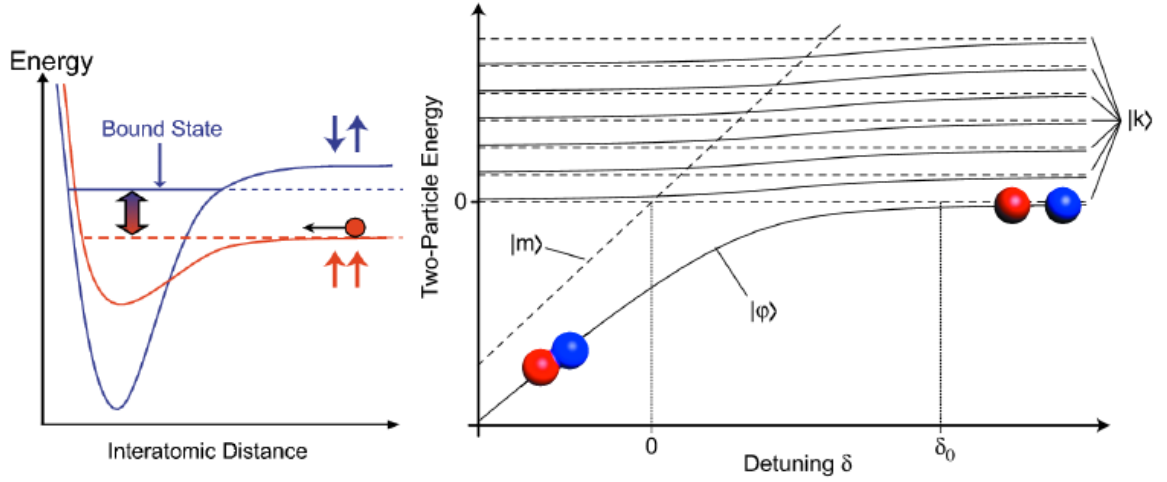 Energy
Bound State
↓↑
↑↑
Interatomic Distance
Two-Particle Energy
0
|m⟩
|φ⟩
|k⟩
0
δ₀
Detuning δ